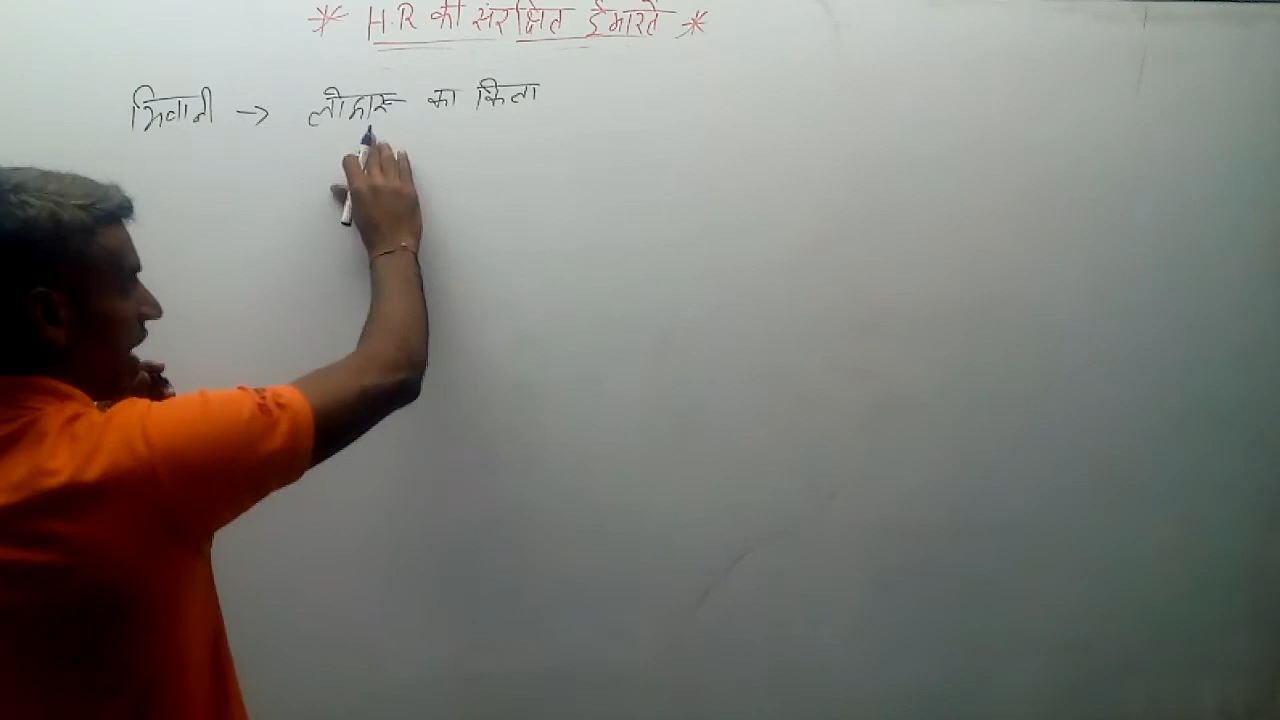 * H.R की संरक्षित ईमारतें *
भिवानी → लोहारू का किला